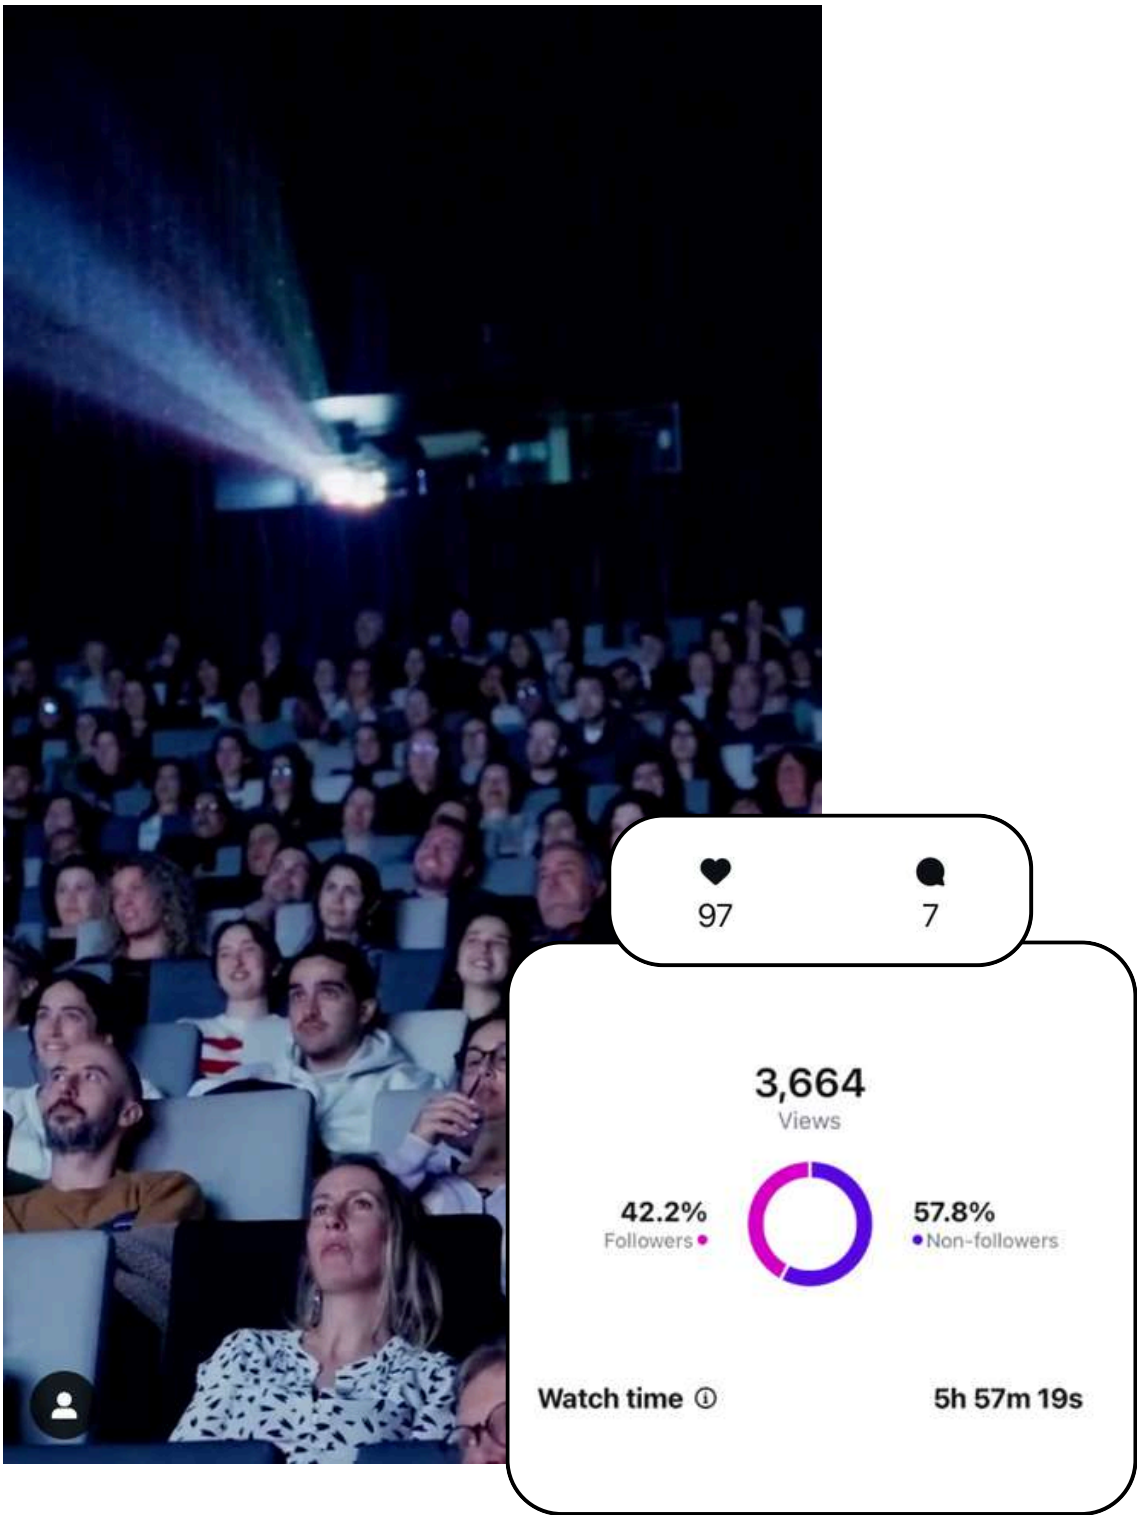 97
7
3,664
Views
42.2%
Followers
57.8%
Non-followers
Watch time
5h 57m 19s